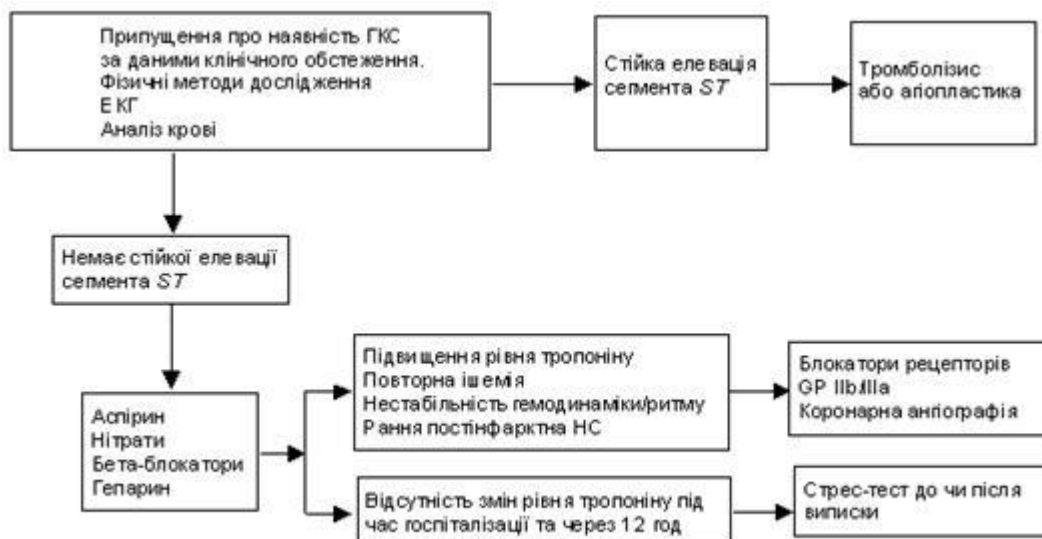 Припущення про наявність ГКС
за даними клінічного обстеження.
Фізичні методи дослідження
ЕКГ
Аналіз крові
Стійка елевація
сегмента ST
Тромболізис
або агіопластика
Немає стійкої елевації
сегмента ST
Аспірин
Нітрати
Бета-блокатори
Гепарин
Підвищення рівня тропоніну
Повторна ішемія
Нестабільність гемодинаміки/ритму
Рання постінфарктна НС
Блокатори рецепторів
GP IIb/IIIa
Коронарна ангіографія
Відсутність змін рівня тропоніну під
час госпіталізації та через 12 год
Стрес-тест до чи після
виписки